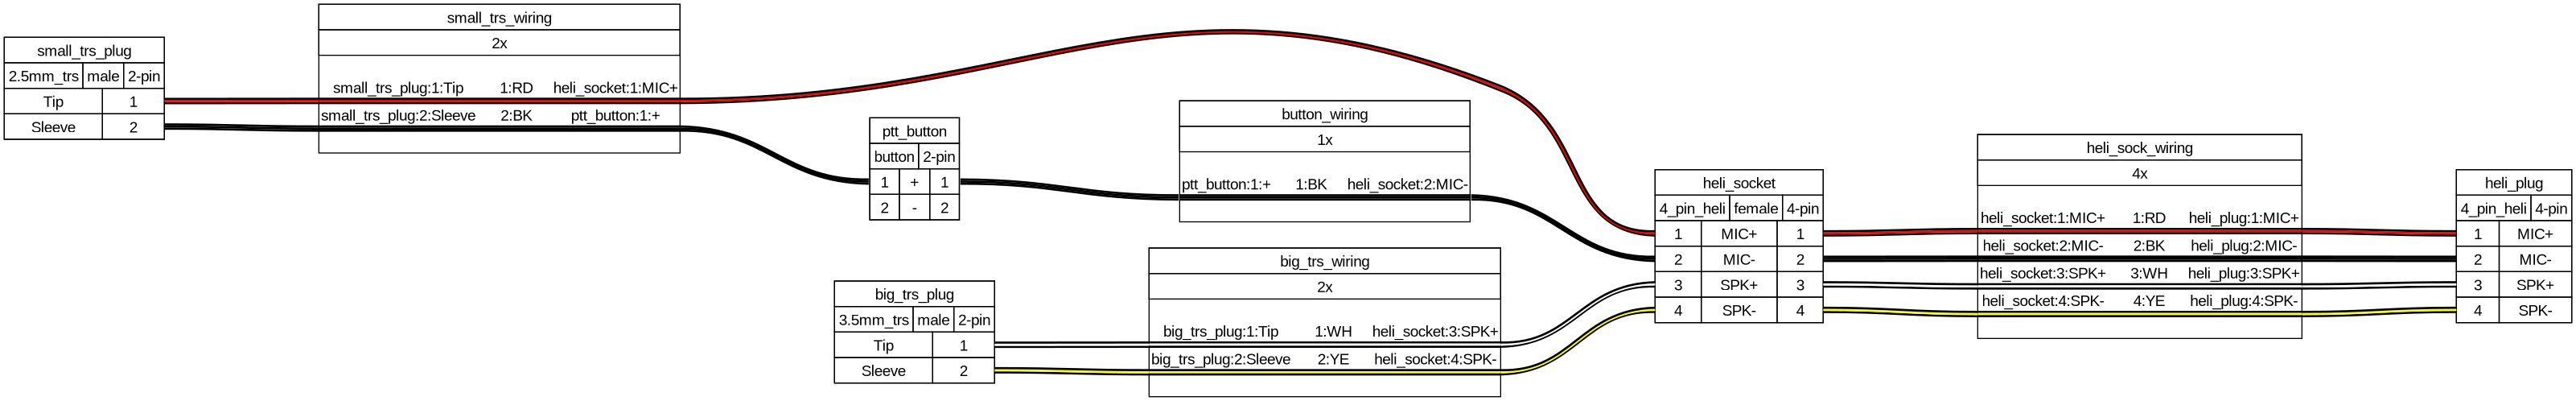 small_trs_plug
2.5mm_trs male 2-pin
Tip 1
Sleeve 2
small_trs_wiring
2x
small_trs_plug:1:Tip 1:RD heli_socket:1:MIC+
small_trs_plug:2:Sleeve 2:BK ptt_button:1:+
ptt_button
button 2-pin
1 + 1
2 - 2
big_trs_plug
3.5mm_trs male 2-pin
Tip 1
Sleeve 2
button_wiring
1x
ptt_button:1:+ 1:BK heli_socket:2:MIC-
big_trs_wiring
2x
big_trs_plug:1:Tip 1:WH heli_socket:3:SPK+
big_trs_plug:2:Sleeve 2:YE heli_socket:4:SPK-
heli_socket
4_pin_heli female 4-pin
1 MIC+ 1
2 MIC- 2
3 SPK+ 3
4 SPK- 4
heli_sock_wiring
4x
heli_socket:1:MIC+ 1:RD heli_plug:1:MIC+
heli_socket:2:MIC- 2:BK heli_plug:2:MIC-
heli_socket:3:SPK+ 3:WH heli_plug:3:SPK+
heli_socket:4:SPK- 4:YE heli_plug:4:SPK-
heli_plug
4_pin_heli 4-pin
1 MIC+
2 MIC-
3 SPK+
4 SPK-